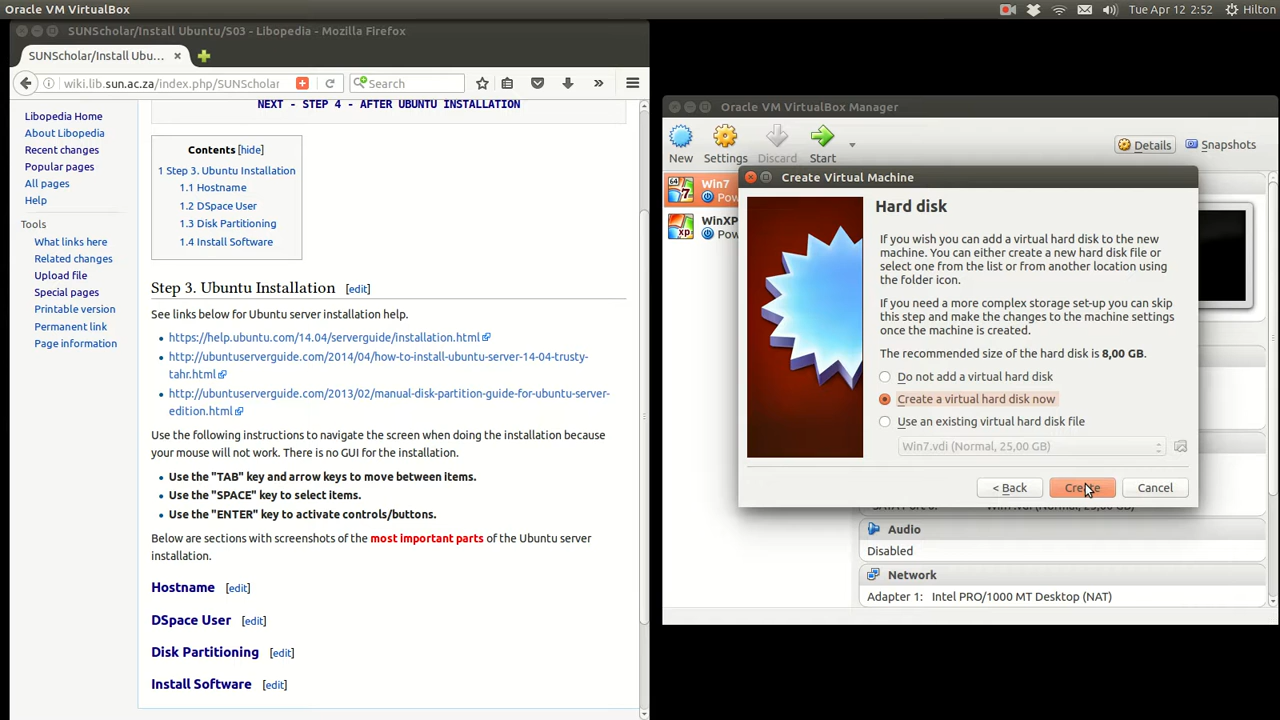 Oracle VM VirtualBox
Tue Apr 12 2:52
Hilton
SUNScholar/Install Ubuntu/S03 - Libopedia - Mozilla Firefox
SUNScholar/Install Ubu...
wiki.lib.sun.ac.za/index.php/SUNScholar
Search
Libopedia Home
About Libopedia
Recent changes
Popular pages
All pages
Help
Tools
What links here
Related changes
Upload file
Special pages
Printable version
Permanent link
Page information
NEXT - STEP 4 - AFTER UBUNTU INSTALLATION
Contents [hide]
1 Step 3. Ubuntu Installation
1.1 Hostname
1.2 DSpace User
1.3 Disk Partitioning
1.4 Install Software
Step 3. Ubuntu Installation [edit]
See links below for Ubuntu server installation help.
https://help.ubuntu.com/14.04/serverguide/installation.html
http://ubuntuserverguide.com/2014/04/how-to-install-ubuntu-server-14-04-trusty-
tahr.html
http://ubuntuserverguide.com/2013/02/manual-disk-partition-guide-for-ubuntu-server-
edition.html
Use the following instructions to navigate the screen when doing the installation because
your mouse will not work. There is no GUI for the installation.
Use the "TAB" key and arrow keys to move between items.
Use the "SPACE" key to select items.
Use the "ENTER" key to activate controls/buttons.
Below are sections with screenshots of the most important parts of the Ubuntu server
installation.
Hostname [edit]
DSpace User [edit]
Disk Partitioning [edit]
Install Software [edit]
Oracle VM VirtualBox Manager
New
Settings
Discard
Start
Details
Snapshots
64
7
Win7
Pow
xp
WinXP
Pow
Create Virtual Machine
Hard disk
If you wish you can add a virtual hard disk to the new
machine. You can either create a new hard disk file or
select one from the list or from another location using
the folder icon.
If you need a more complex storage set-up you can skip
this step and make the changes to the machine settings
once the machine is created.
The recommended size of the hard disk is 8,00 GB.
Do not add a virtual hard disk
Create a virtual hard disk now
Use an existing virtual hard disk file
Win7.vdi (Normal, 25,00 GB)
< Back
Create
Cancel
Audio
Disabled
Network
Adapter 1: Intel PRO/1000 MT Desktop (NAT)